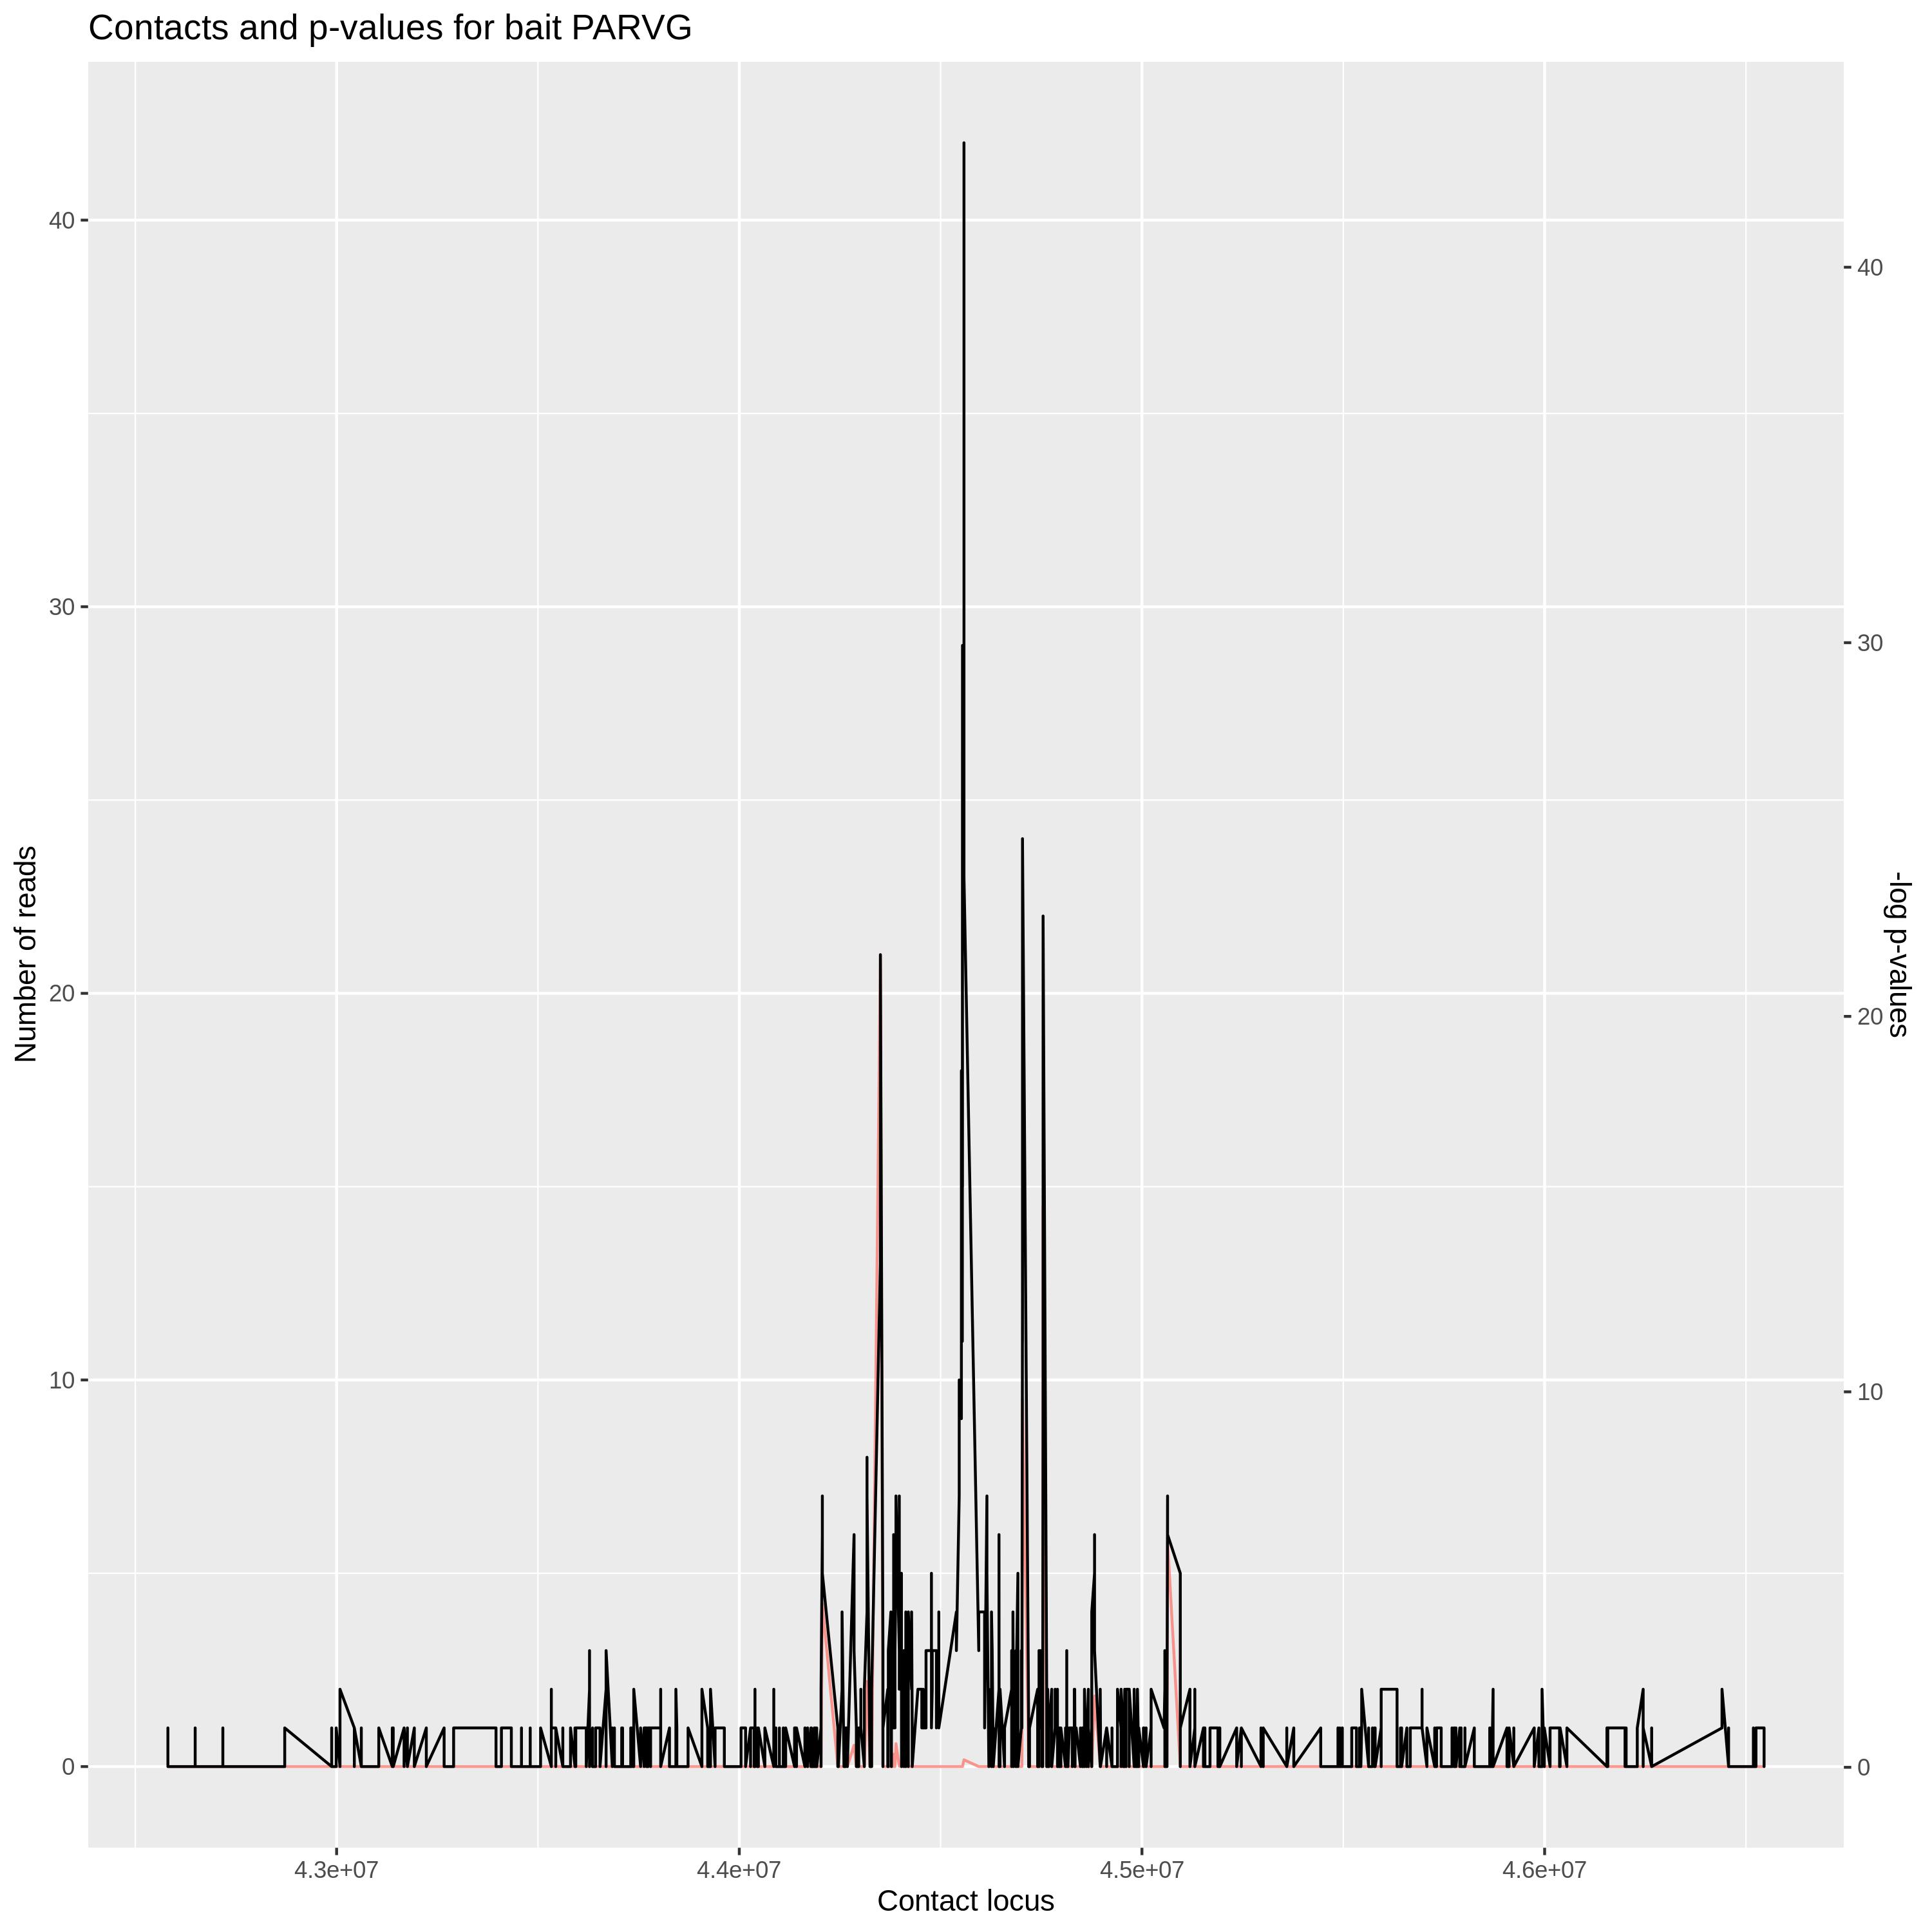 Contacts and p-values for bait PARVG
Number of reads
40
30
20
10
0
40
30
20
10
0
-log p-values
4.3e+07
4.4e+07
4.5e+07
4.6e+07
Contact locus